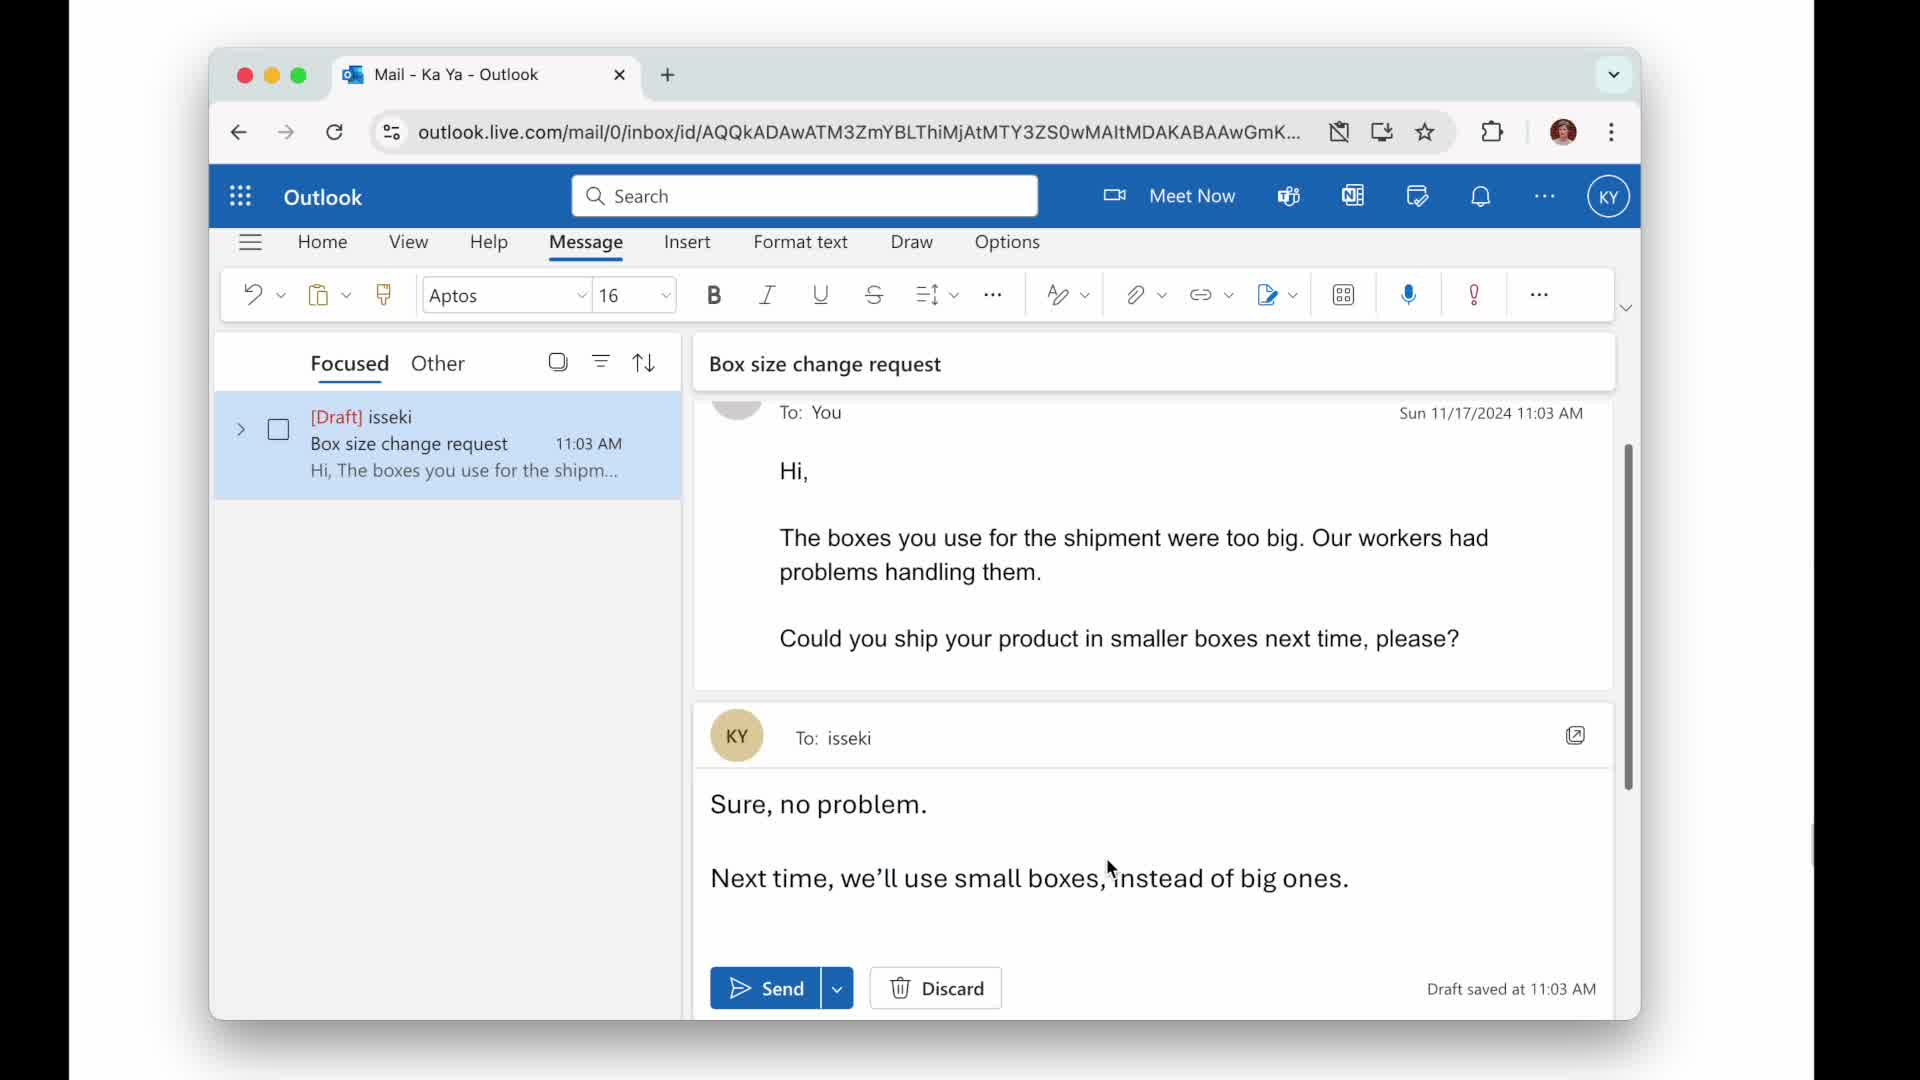 Mail - Ka Ya - Outlook
outlook.live.com/mail/0/inbox/id/AQQkADAwATM3ZmYBLThiMjAtMTY3ZS0wMAItMDAKABAAwGmK...
Outlook
Search
Meet Now
KY
Home View Help Message Insert Format text Draw Options
Aptos 16
Focused Other
[Draft] isseki
Box size change request 11:03 AM
Hi, The boxes you use for the shipm...
Box size change request
To: You Sun 11/17/2024 11:03 AM
Hi,
The boxes you use for the shipment were too big. Our workers had
problems handling them.
Could you ship your product in smaller boxes next time, please?
KY To: isseki
Sure, no problem.
Next time, we’ll use small boxes, instead of big ones.
Send Discard Draft saved at 11:03 AM